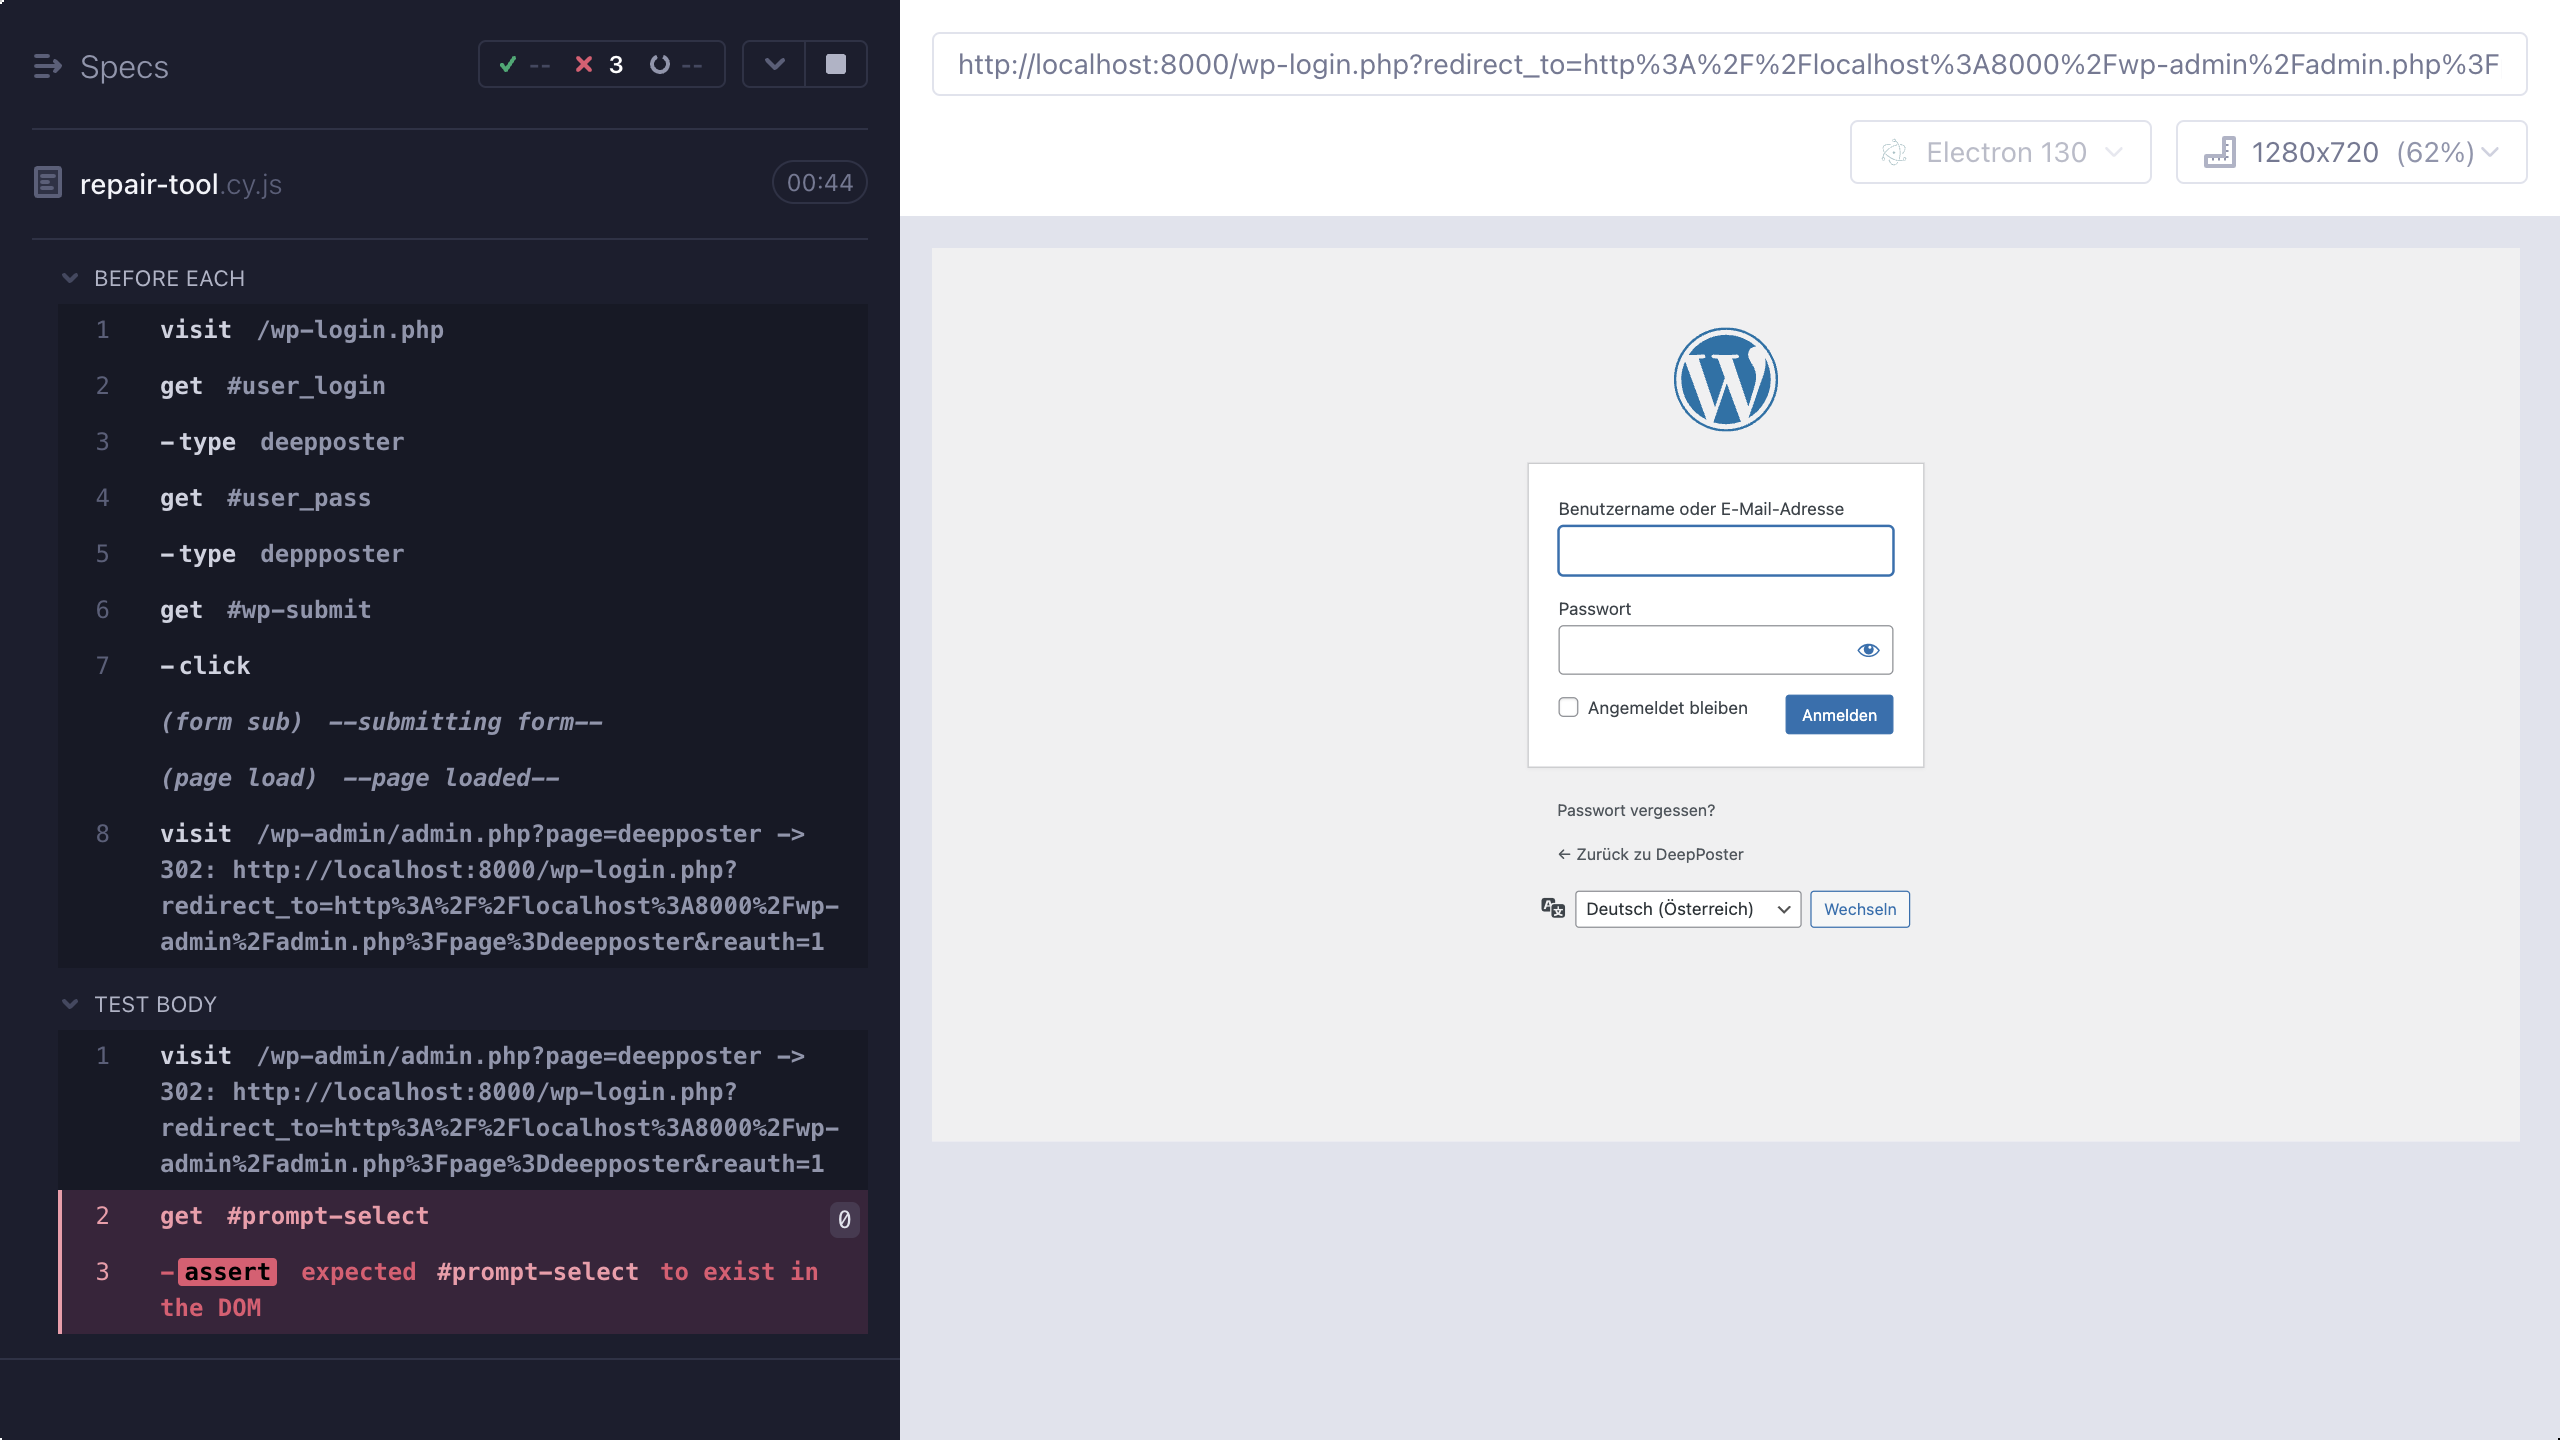 Specs
-- 3 --
repair-tool.cy.js 00:44
BEFORE EACH
1 visit /wp-login.php
2 get #user_login
3 -type deepposter
4 get #user_pass
5 -type deppposter
6 get #wp-submit
7 -click
(form sub) --submitting form--
(page load) --page loaded--
8 visit /wp-admin/admin.php?page=deepposter ->
302: http://localhost:8000/wp-login.php?
redirect_to=http%3A%2F%2Flocalhost%3A8000%2Fwp-
admin%2Fadmin.php%3Fpage%3Ddeepposter&reauth=1
TEST BODY
1 visit /wp-admin/admin.php?page=deepposter ->
302: http://localhost:8000/wp-login.php?
redirect_to=http%3A%2F%2Flocalhost%3A8000%2Fwp-
admin%2Fadmin.php%3Fpage%3Ddeepposter&reauth=1
2 get #prompt-select 0
3 -assert expected #prompt-select to exist in
the DOM
http://localhost:8000/wp-login.php?redirect_to=http%3A%2F%2Flocalhost%3A8000%2Fwp-admin%2Fadmin.php%3F
Electron 130
1280x720 (62%)
Benutzername oder E-Mail-Adresse
Passwort
Angemeldet bleiben
Anmelden
Passwort vergessen?
← Zurück zu DeepPoster
Deutsch (Österreich)
Wechseln